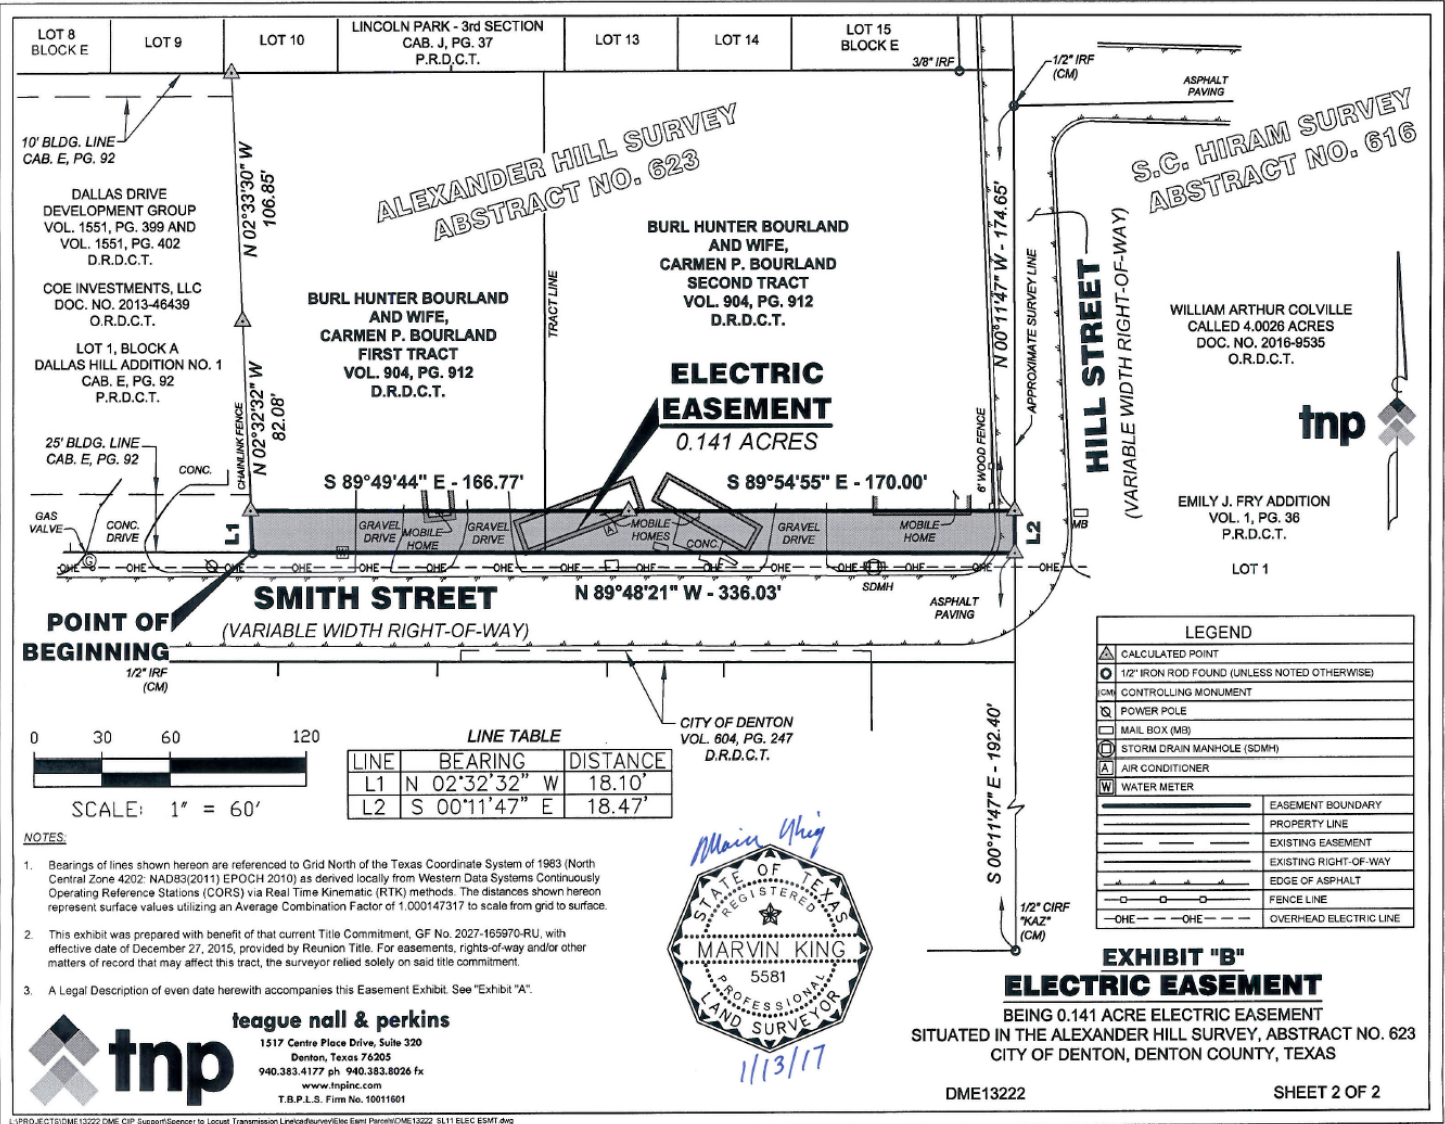 LOT 8
BLOCK E
LOT 9
LOT 10
LINCOLN PARK - 3rd SECTION
CAB. J, PG. 37
P.R.D.C.T.
LOT 13
LOT 14
LOT 15
BLOCK E
3/8" IRF
1/2" IRF
(CM)
ASPHALT
PAVING
10' BLDG. LINE
CAB. E, PG. 92
N 02°33'30" W
106.85'
ALEXANDER HILL SURVEY
ABSTRACT NO. 623
S.C. HIRAM SURVEY
ABSTRACT NO. 616
DALLAS DRIVE
DEVELOPMENT GROUP
VOL. 1551, PG. 399 AND
VOL. 1551, PG. 402
D.R.D.C.T.
COE INVESTMENTS, LLC
DOC. NO. 2013-46439
O.R.D.C.T.
LOT 1, BLOCK A
DALLAS HILL ADDITION NO. 1
CAB. E, PG. 92
P.R.D.C.T.
BURL HUNTER BOURLAND
AND WIFE,
CARMEN P. BOURLAND
FIRST TRACT
VOL. 904, PG. 912
D.R.D.C.T.
TRACT LINE
BURL HUNTER BOURLAND
AND WIFE,
CARMEN P. BOURLAND
SECOND TRACT
VOL. 904, PG. 912
D.R.D.C.T.
N 00°11'47" W - 174.65'
APPROXIMATE SURVEY LINE
HILL STREET
(VARIABLE WIDTH RIGHT-OF-WAY)
WILLIAM ARTHUR COLVILLE
CALLED 4.0026 ACRES
DOC. NO. 2016-9535
O.R.D.C.T.
tnp
EMILY J. FRY ADDITION
VOL. 1, PG. 36
P.R.D.C.T.
LOT 1
ELECTRIC
EASEMENT
0.141 ACRES
N 02°32'32" W
82.08'
CHAINLINK FENCE
6' WOOD FENCE
25' BLDG. LINE
CAB. E, PG. 92
CONC.
GAS
VALVE
CONC.
DRIVE
S 89°49'44" E - 166.77'
S 89°54'55" E - 170.00'
L1
GRAVEL
DRIVE
MOBILE
HOME
GRAVEL
DRIVE
A
MOBILE
HOMES
CONC.
GRAVEL
DRIVE
MOBILE
HOME
L2
MB
W
G
OHE OHE OHE OHE OHE OHE OHE OHE OHE OHE OHE OHE
SDMH
SMITH STREET
(VARIABLE WIDTH RIGHT-OF-WAY)
N 89°48'21" W - 336.03'
ASPHALT
PAVING
POINT OF
BEGINNING
1/2" IRF
(CM)
CITY OF DENTON
VOL. 604, PG. 247
D.R.D.C.T.
S 00°11'47" E - 192.40'
1/2" CIRF
"KAZ"
(CM)
0 30 60 120
SCALE: 1" = 60'
LINE TABLE
LINE BEARING DISTANCE
L1 N 02°32'32" W 18.10'
L2 S 00°11'47" E 18.47'
LEGEND
CALCULATED POINT
1/2" IRON ROD FOUND (UNLESS NOTED OTHERWISE)
(CM) CONTROLLING MONUMENT
POWER POLE
MAIL BOX (MB)
STORM DRAIN MANHOLE (SDMH)
A AIR CONDITIONER
W WATER METER
EASEMENT BOUNDARY
PROPERTY LINE
EXISTING EASEMENT
EXISTING RIGHT-OF-WAY
EDGE OF ASPHALT
FENCE LINE
OHE OHE OVERHEAD ELECTRIC LINE
NOTES:
1. Bearings of lines shown hereon are referenced to Grid North of the Texas Coordinate System of 1983 (North
Central Zone 4202: NAD83(2011) EPOCH 2010) as derived locally from Western Data Systems Continuously
Operating Reference Stations (CORS) via Real Time Kinematic (RTK) methods. The distances shown hereon
represent surface values utilizing an Average Combination Factor of 1.000147317 to scale from grid to surface.
2. This exhibit was prepared with benefit of that current Title Commitment, GF No. 2027-165970-RU, with
effective date of December 27, 2015, provided by Reunion Title. For easements, rights-of-way and/or other
matters of record that may affect this tract, the surveyor relied solely on said title commitment.
3. A Legal Description of even date herewith accompanies this Easement Exhibit. See "Exhibit "A".
STATE OF TEXAS
REGISTERED
MARVIN KING
5581
PROFESSIONAL
LAND SURVEYOR
1/13/17
tnp
teague nall & perkins
1517 Centre Place Drive, Suite 320
Denton, Texas 76205
940.383.4177 ph 940.383.8026 fx
www.tnpinc.com
T.B.P.L.S. Firm No. 10011601
EXHIBIT "B"
ELECTRIC EASEMENT
BEING 0.141 ACRE ELECTRIC EASEMENT
SITUATED IN THE ALEXANDER HILL SURVEY, ABSTRACT NO. 623
CITY OF DENTON, DENTON COUNTY, TEXAS
DME13222
SHEET 2 OF 2